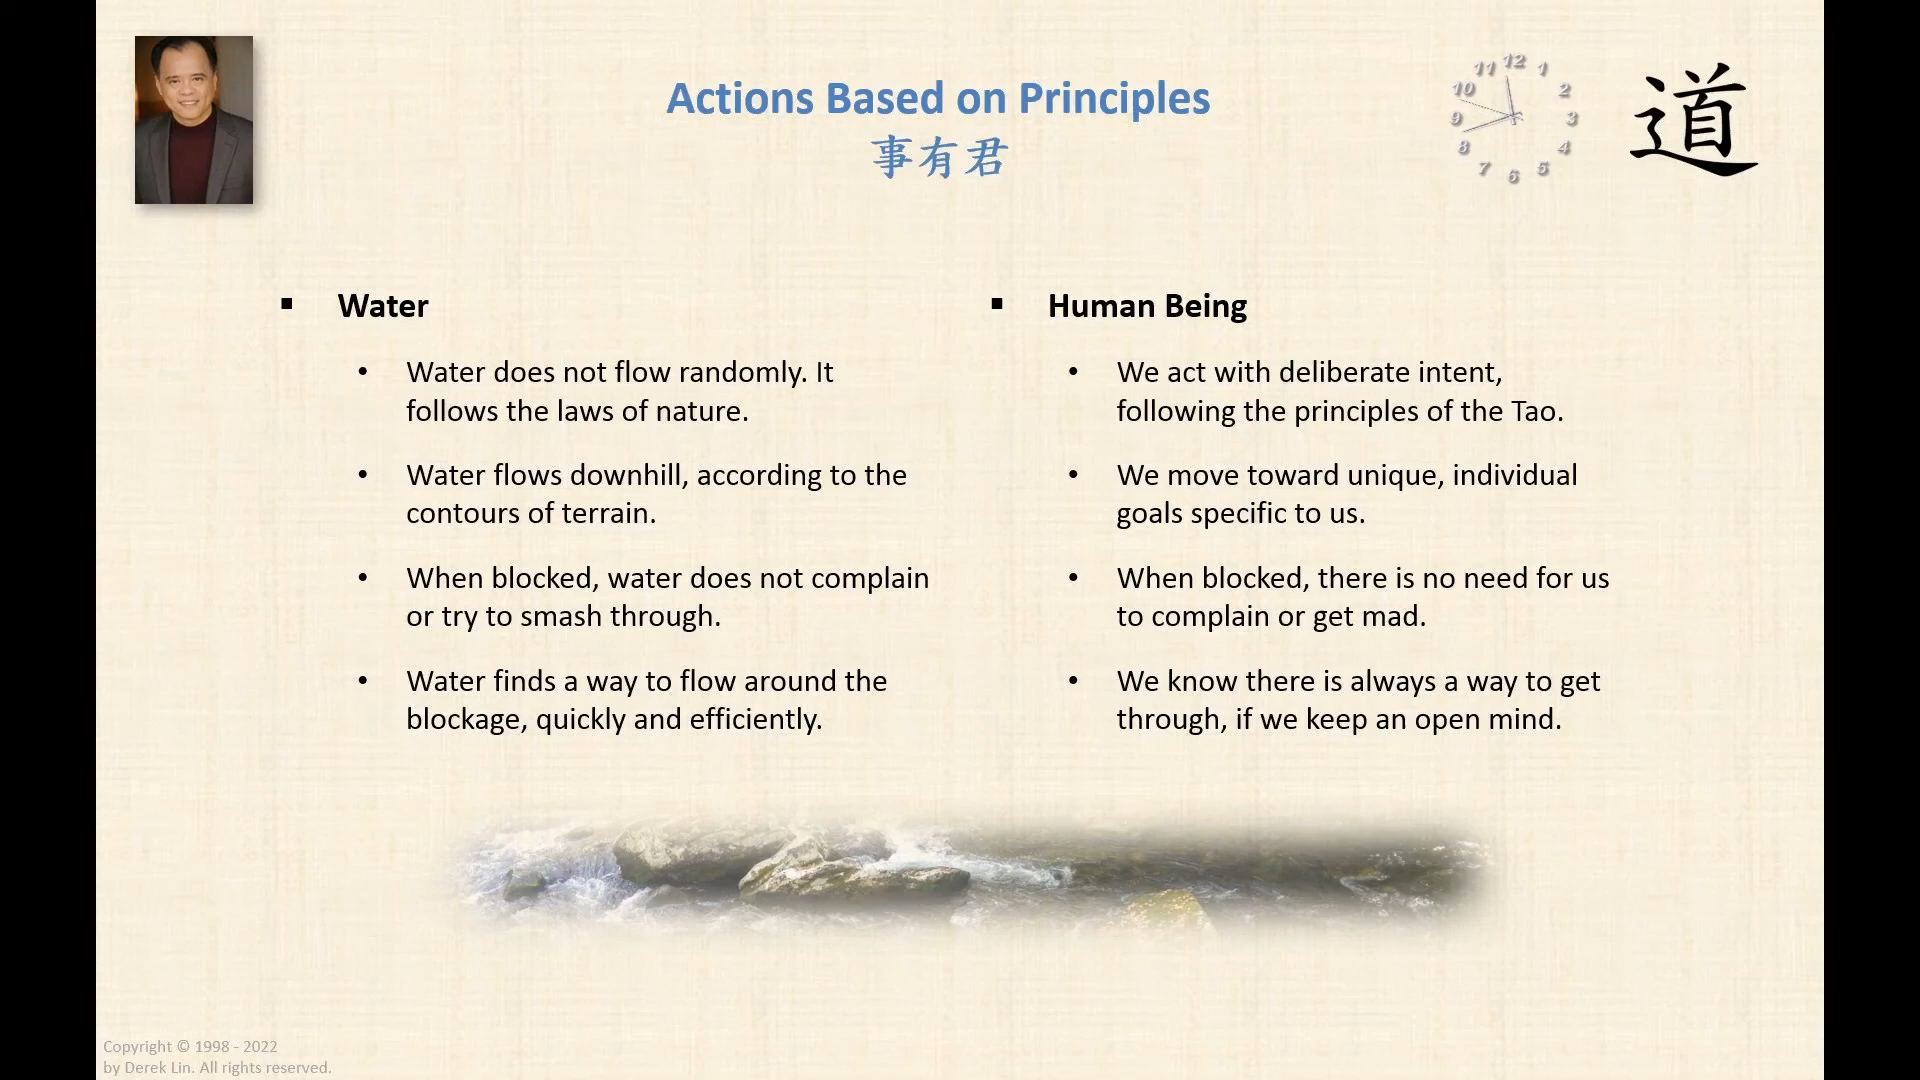 Actions Based on Principles
事有君
12
1
2
3
4
5
6
7
8
9
10
11
道
▪ Water
• Water does not flow randomly. It
follows the laws of nature.
• Water flows downhill, according to the
contours of terrain.
• When blocked, water does not complain
or try to smash through.
• Water finds a way to flow around the
blockage, quickly and efficiently.
▪ Human Being
• We act with deliberate intent,
following the principles of the Tao.
• We move toward unique, individual
goals specific to us.
• When blocked, there is no need for us
to complain or get mad.
• We know there is always a way to get
through, if we keep an open mind.
Copyright © 1998 - 2022
by Derek Lin. All rights reserved.